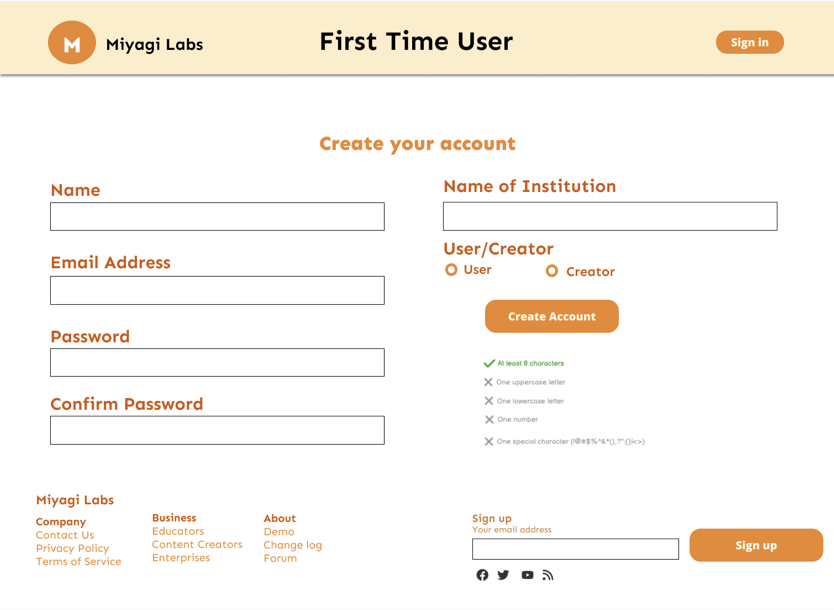 M
Miyagi Labs
First Time User
Sign in
Create your account
Name
Email Address
Password
Confirm Password
Name of Institution
User/Creator
User
Creator
Create Account
At least 8 characters
One uppercase letter
One lowercase letter
One number
One special character (!@#$%^&*(),?":{}|<>)
Miyagi Labs
Company
Contact Us
Privacy Policy
Terms of Service
Business
Educators
Content Creators
Enterprises
About
Demo
Change log
Forum
Sign up
Your email address
Sign up